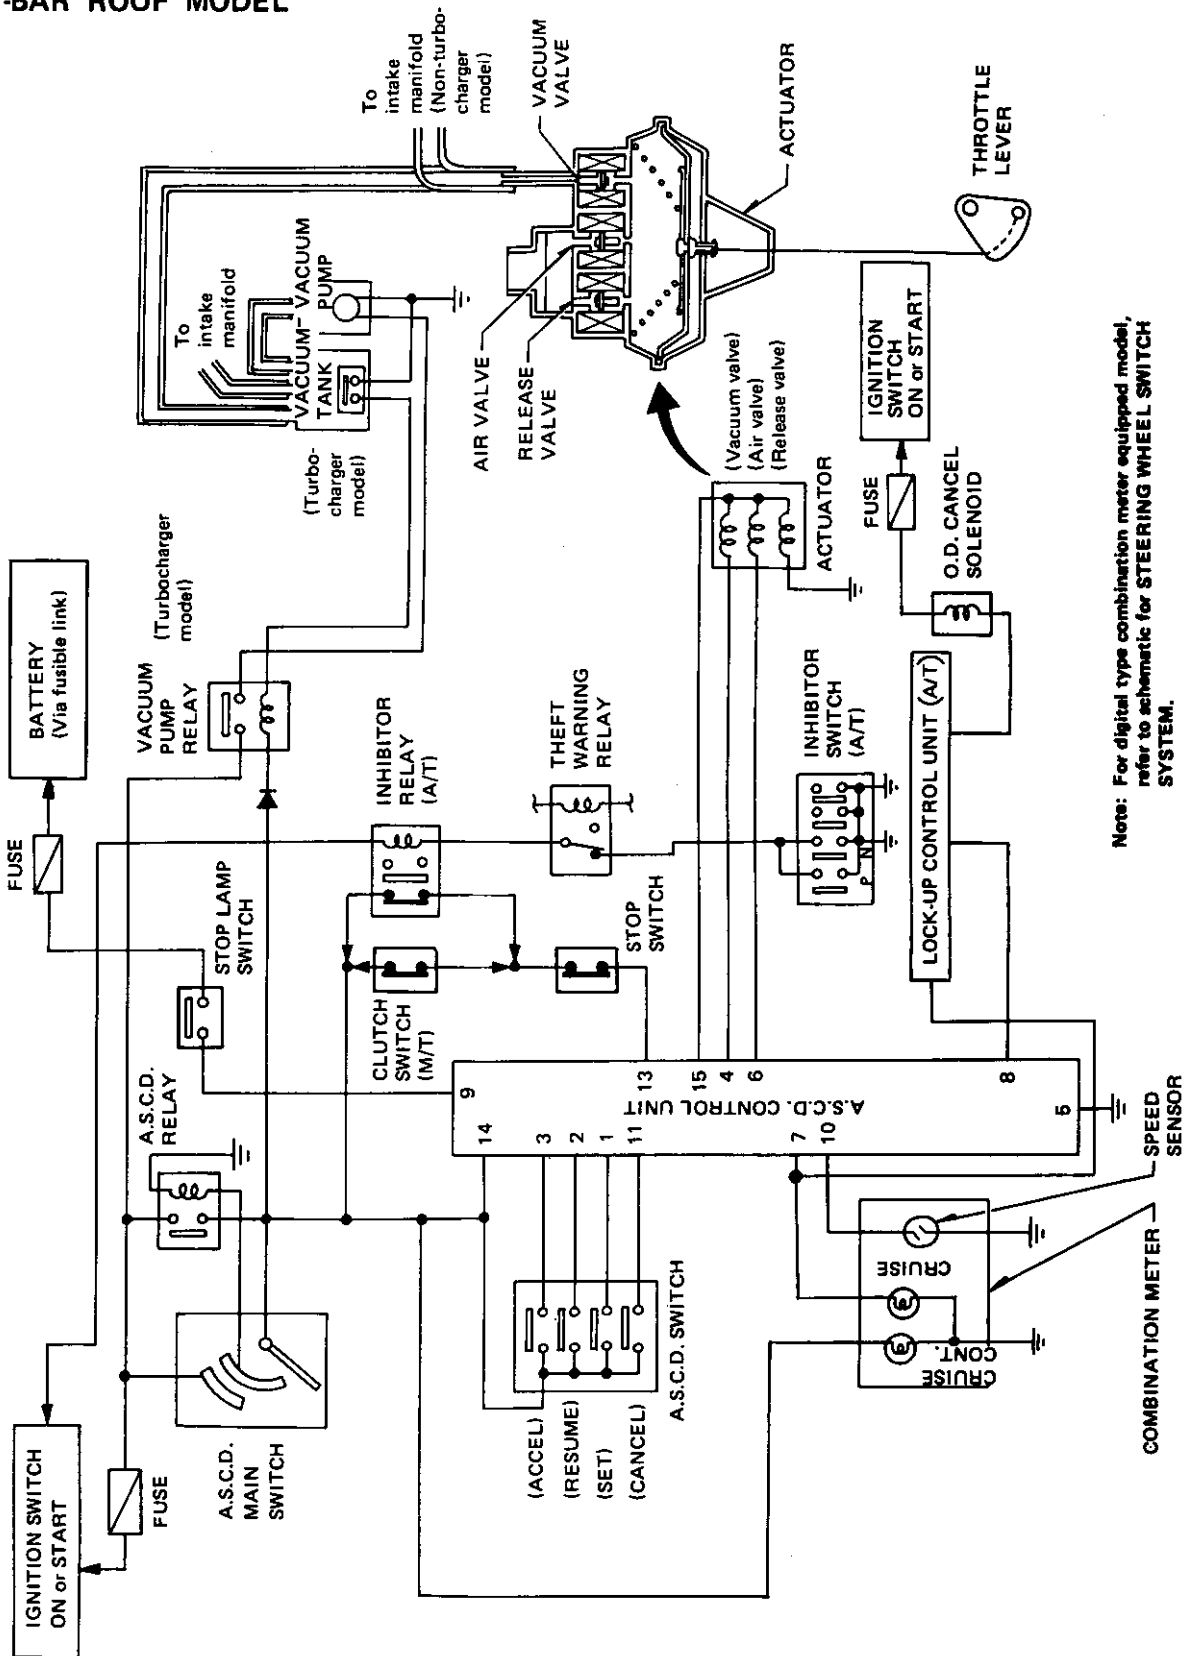 -BAR ROOF MODEL
IGNITION SWITCH
ON or START
FUSE
A.S.C.D.
MAIN
SWITCH
A.S.C.D.
RELAY
STOP LAMP
SWITCH
FUSE
BATTERY
(Via fusible link)
VACUUM
PUMP
RELAY
(Turbocharger
model)
To
intake
manifold
VACUUM
TANK
VACUUM
PUMP
(Turbo-
charger
model)
To
intake
manifold
(Non-turbo-
charger
model)
VACUUM
VALVE
AIR VALVE
RELEASE
VALVE
ACTUATOR
THROTTLE
LEVER
CLUTCH
SWITCH
(M/T)
INHIBITOR
RELAY
(A/T)
THEFT
WARNING
RELAY
STOP
SWITCH
(Vacuum valve)
(Air valve)
(Release valve)
ACTUATOR
INHIBITOR
SWITCH
(A/T)
P
N
IGNITION
SWITCH
ON or START
FUSE
O.D. CANCEL
SOLENOID
LOCK-UP CONTROL UNIT (A/T)
A.S.C.D. CONTROL UNIT
9
13
15
4
6
8
14
3
2
1
11
7
10
5
(ACCEL)
(RESUME)
(SET)
(CANCEL)
A.S.C.D. SWITCH
CRUISE
CRUISE
CONT.
COMBINATION METER
SPEED
SENSOR
Note: For digital type combination meter equipped model,
refer to schematic for STEERING WHEEL SWITCH
SYSTEM.